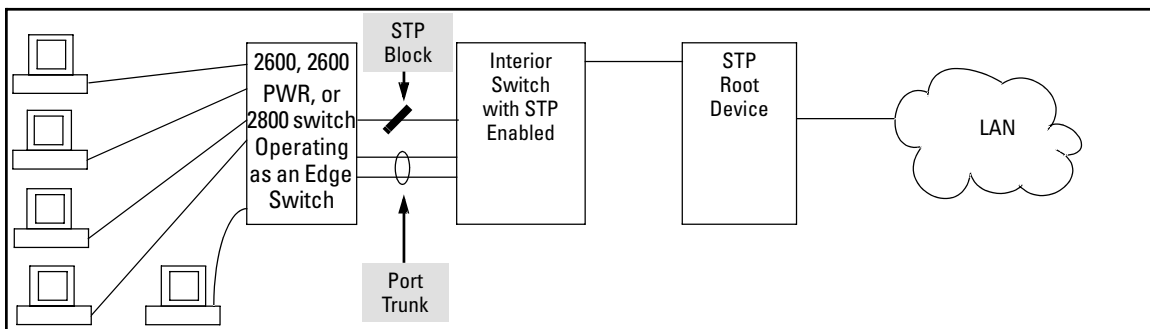 STP
Block
2600, 2600
PWR, or
2800 switch
Operating
as an Edge
Switch
Interior
Switch
with STP
Enabled
STP
Root
Device
LAN
Port
Trunk